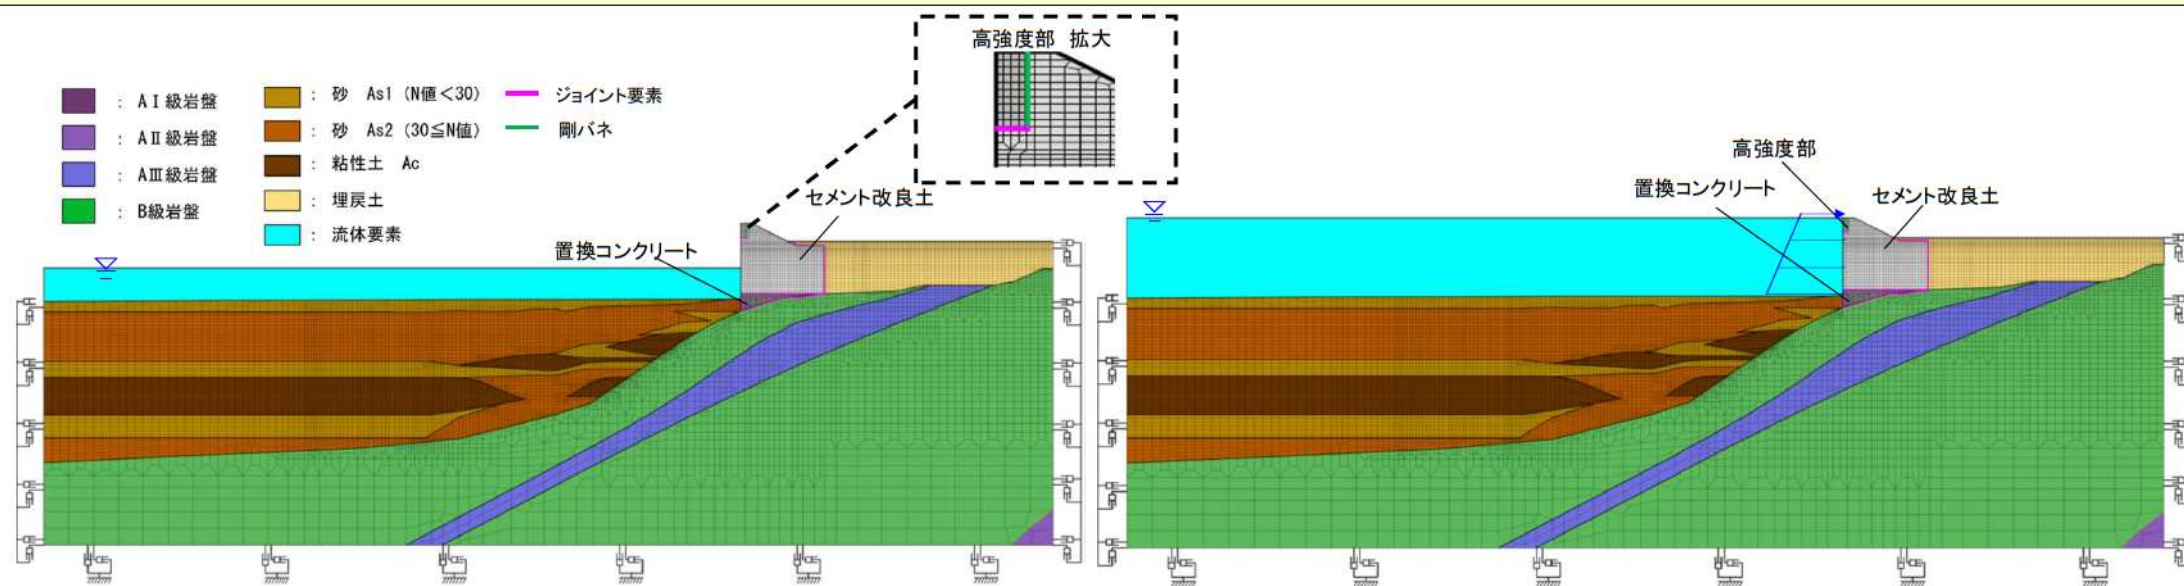 高強度部 拡大
： AⅠ級岩盤
： AⅡ級岩盤
： AⅢ級岩盤
： B級岩盤
： 砂 As1 (N値＜30)
： 砂 As2 (30≦N値)
： 粘性土 Ac
： 埋戻土
： 流体要素
ジョイント要素
剛バネ
セメント改良土
置換コンクリート
高強度部
置換コンクリート
セメント改良土